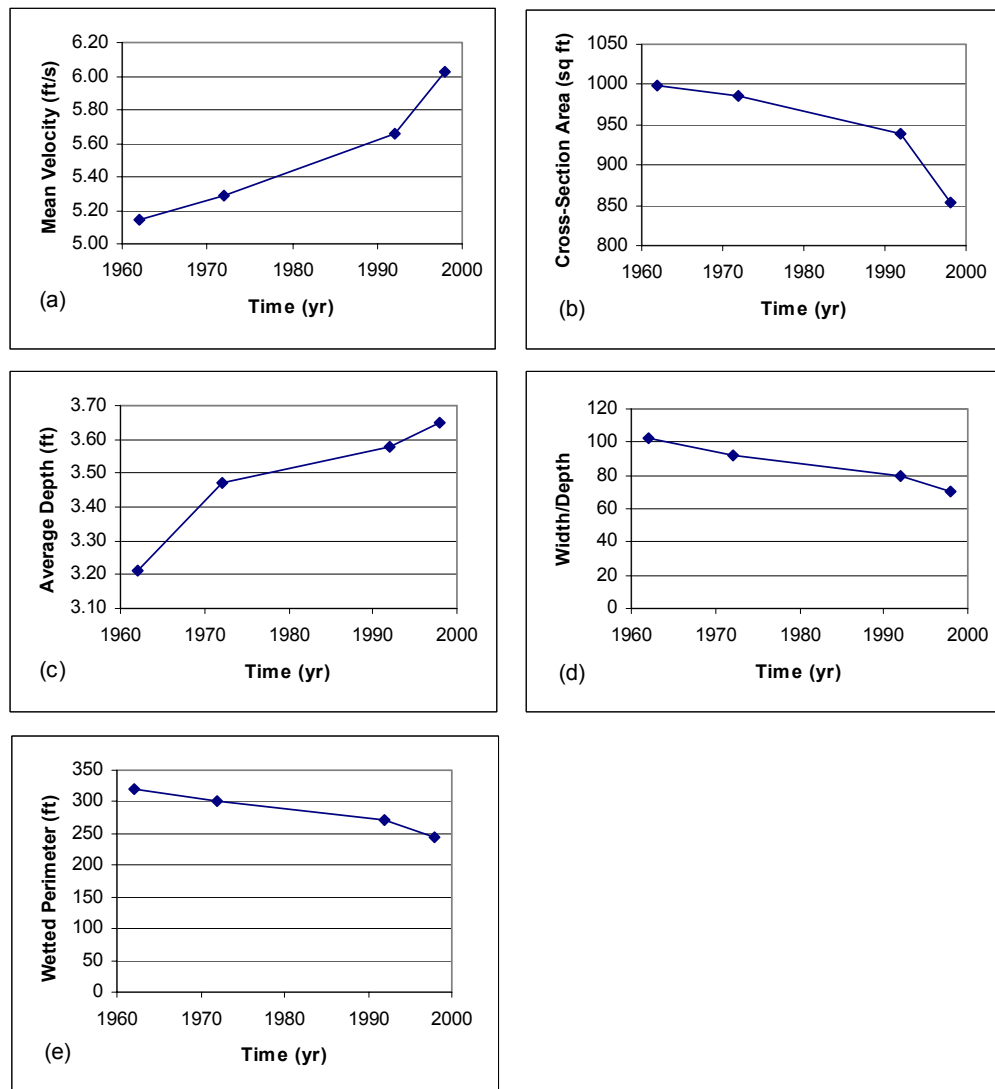 6.20
6.00
5.80
5.60
5.40
5.20
5.00
Mean Velocity (ft/s)
1960 1970 1980 1990 2000
(a)
Time (yr)
1050
1000
950
900
850
800
Cross-Section Area (sq ft)
1960 1970 1980 1990 2000
(b)
Time (yr)
3.70
3.60
3.50
3.40
3.30
3.20
3.10
Average Depth (ft)
1960 1970 1980 1990 2000
(c)
Time (yr)
120
100
80
60
40
20
0
Width/Depth
1960 1970 1980 1990 2000
(d)
Time (yr)
350
300
250
200
150
100
50
0
Wetted Perimeter (ft)
1960 1970 1980 1990 2000
(e)
Time (yr)